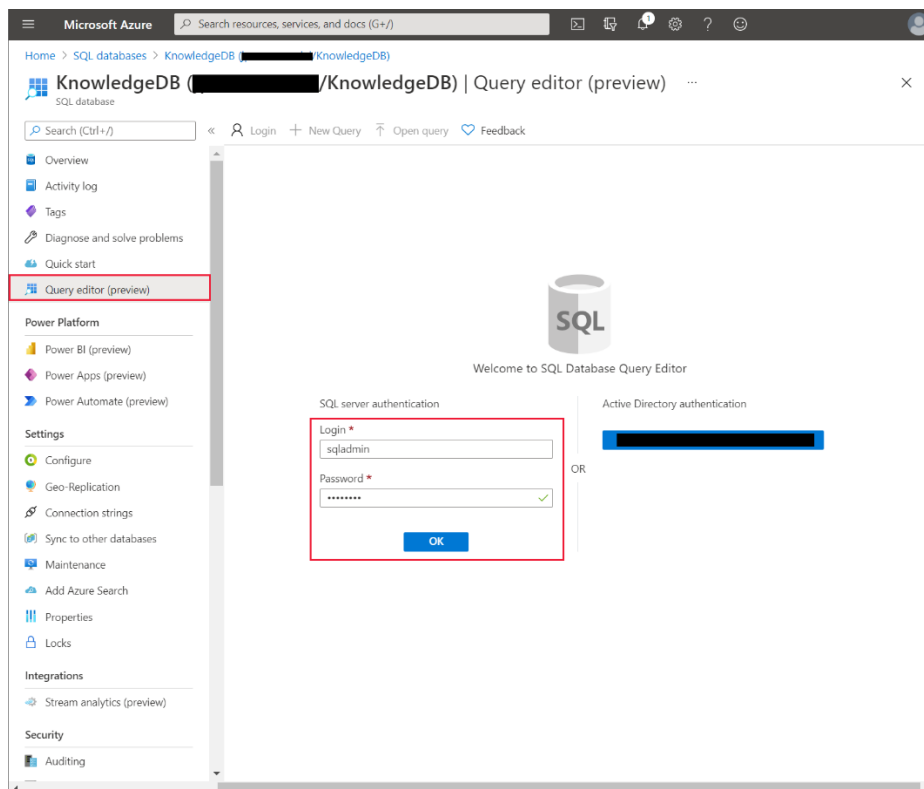 Microsoft Azure
Search resources, services, and docs (G+/)
1
Home > SQL databases > KnowledgeDB ( /KnowledgeDB)
KnowledgeDB ( /KnowledgeDB) | Query editor (preview) ...
SQL database
Search (Ctrl+/)
« Login + New Query Open query Feedback
Overview
Activity log
Tags
Diagnose and solve problems
Quick start
Query editor (preview)
Power Platform
Power BI (preview)
Power Apps (preview)
Power Automate (preview)
Settings
Configure
Geo-Replication
Connection strings
Sync to other databases
Maintenance
Add Azure Search
Properties
Locks
Integrations
Stream analytics (preview)
Security
Auditing
SQL
Welcome to SQL Database Query Editor
SQL server authentication
Login *
sqladmin
Password *
••••••••
OK
OR
Active Directory authentication